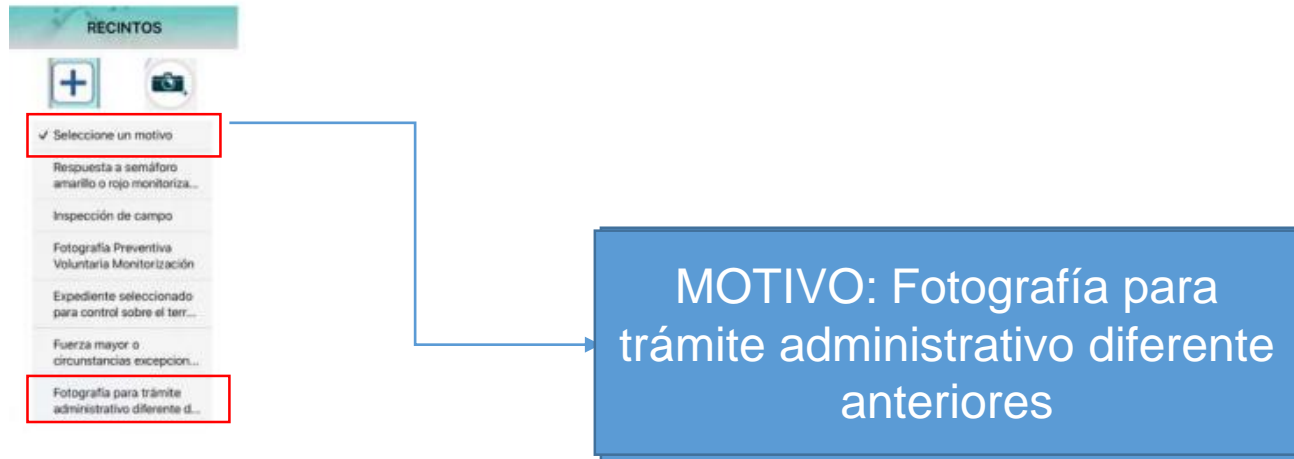 RECINTOS
✓ Seleccione un motivo
Respuesta a semáforo
amarillo o rojo monitoriza...
Inspección de campo
Fotografía Preventiva
Voluntaria Monitorización
Expediente seleccionado
para control sobre el terr...
Fuerza mayor o
circunstancias excepcion...
Fotografía para trámite
administrativo diferente d...
MOTIVO: Fotografía para
trámite administrativo diferente
anteriores